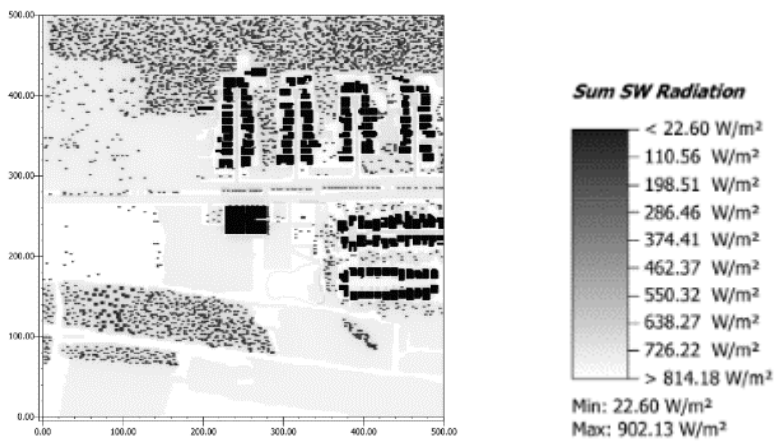 500.00
400.00
300.00
200.00
100.00
0.00
0.00 100.00 200.00 300.00 400.00 500.00
Sum SW Radiation
< 22.60 W/m²
110.56 W/m²
198.51 W/m²
286.46 W/m²
374.41 W/m²
462.37 W/m²
550.32 W/m²
638.27 W/m²
726.22 W/m²
> 814.18 W/m²
Min: 22.60 W/m²
Max: 902.13 W/m²